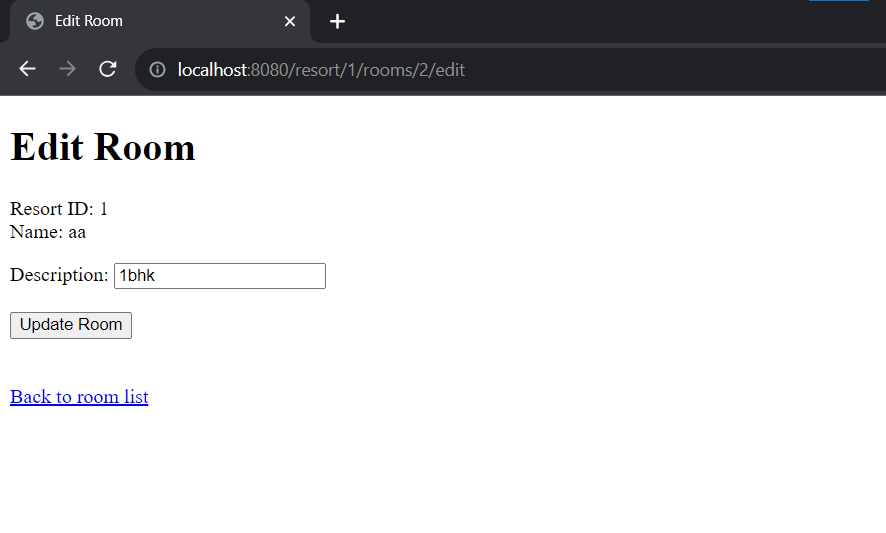 Edit Room
localhost:8080/resort/1/rooms/2/edit
Edit Room
Resort ID: 1
Name: aa
Description: 1bhk
Update Room
Back to room list